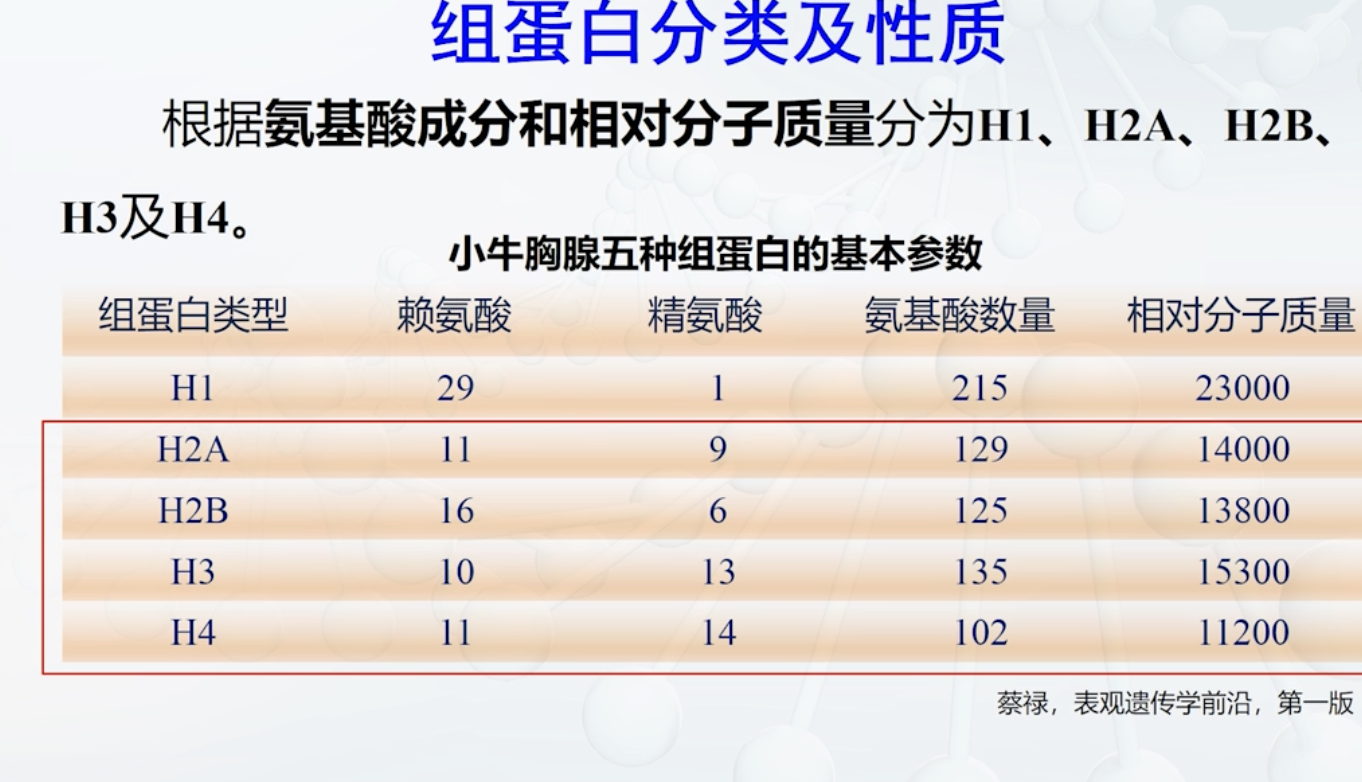 组蛋白分类及性质
根据氨基酸成分和相对分子质量分为H1、H2A、H2B、
H3及H4。
小牛胸腺五种组蛋白的基本参数
组蛋白类型 赖氨酸 精氨酸 氨基酸数量 相对分子质量
H1 29 1 215 23000
H2A 11 9 129 14000
H2B 16 6 125 13800
H3 10 13 135 15300
H4 11 14 102 11200
蔡禄，表观遗传学前沿，第一版